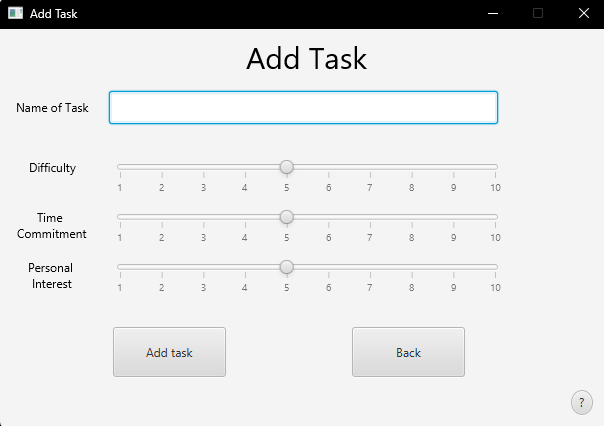 Add Task
Add Task
Name of Task
Difficulty
1 2 3 4 5 6 7 8 9 10
Time
Commitment
1 2 3 4 5 6 7 8 9 10
Personal
Interest
1 2 3 4 5 6 7 8 9 10
Add task Back
?